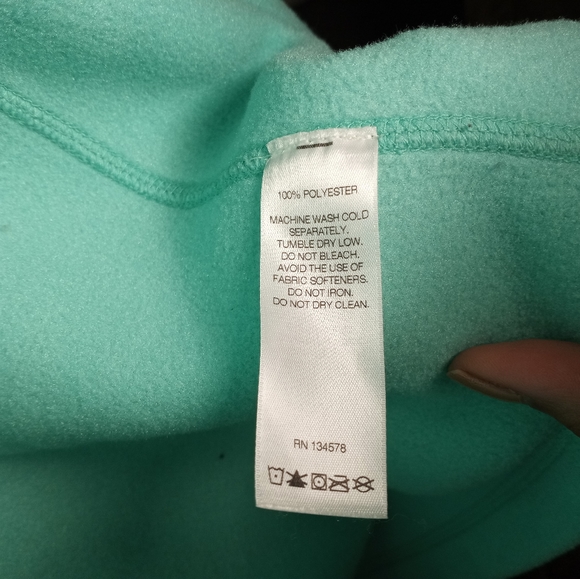 100% POLYESTER
MACHINE WASH COLD
SEPARATELY.
TUMBLE DRY LOW.
DO NOT BLEACH.
AVOID THE USE OF
FABRIC SOFTENERS.
DO NOT IRON.
DO NOT DRY CLEAN.
RN 134578